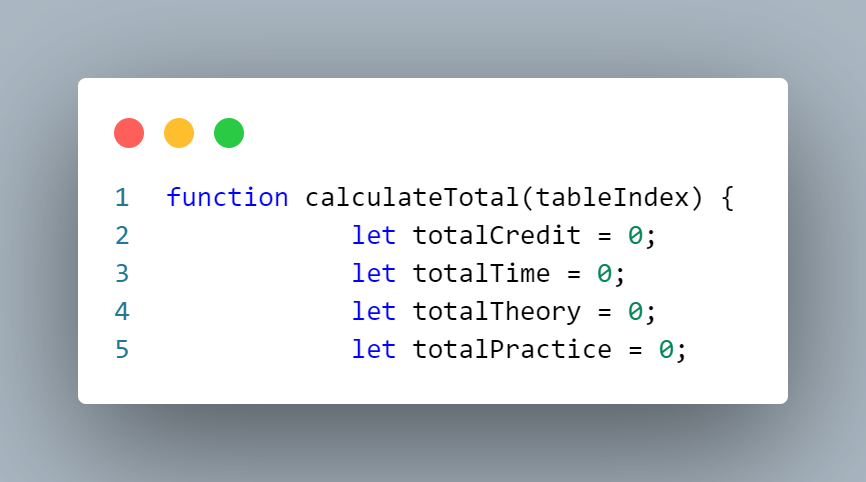 1 function calculateTotal(tableIndex) {
2             let totalCredit = 0;
3             let totalTime = 0;
4             let totalTheory = 0;
5             let totalPractice = 0;